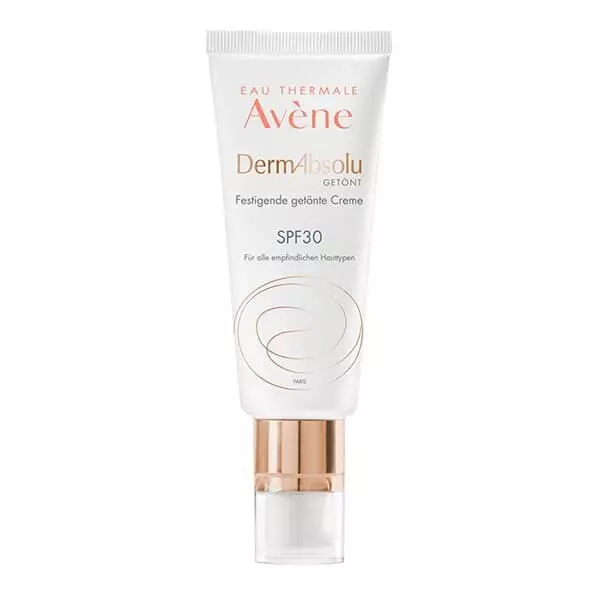 EAU THERMALE
Avène
DermAbsolu
GETÖNT
Festigende getönte Creme
SPF30
Für alle empfindlichen Hauttypen
PARIS